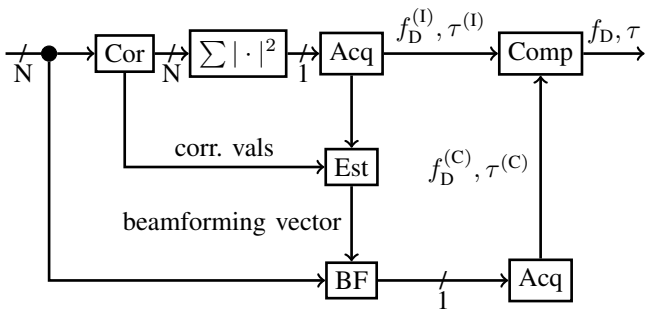 f_D^(I), τ^(I)
f_D, τ
N Cor N ∑ | · |² 1 Acq Comp
corr. vals
Est
f_D^(C), τ^(C)
beamforming vector
BF 1 Acq